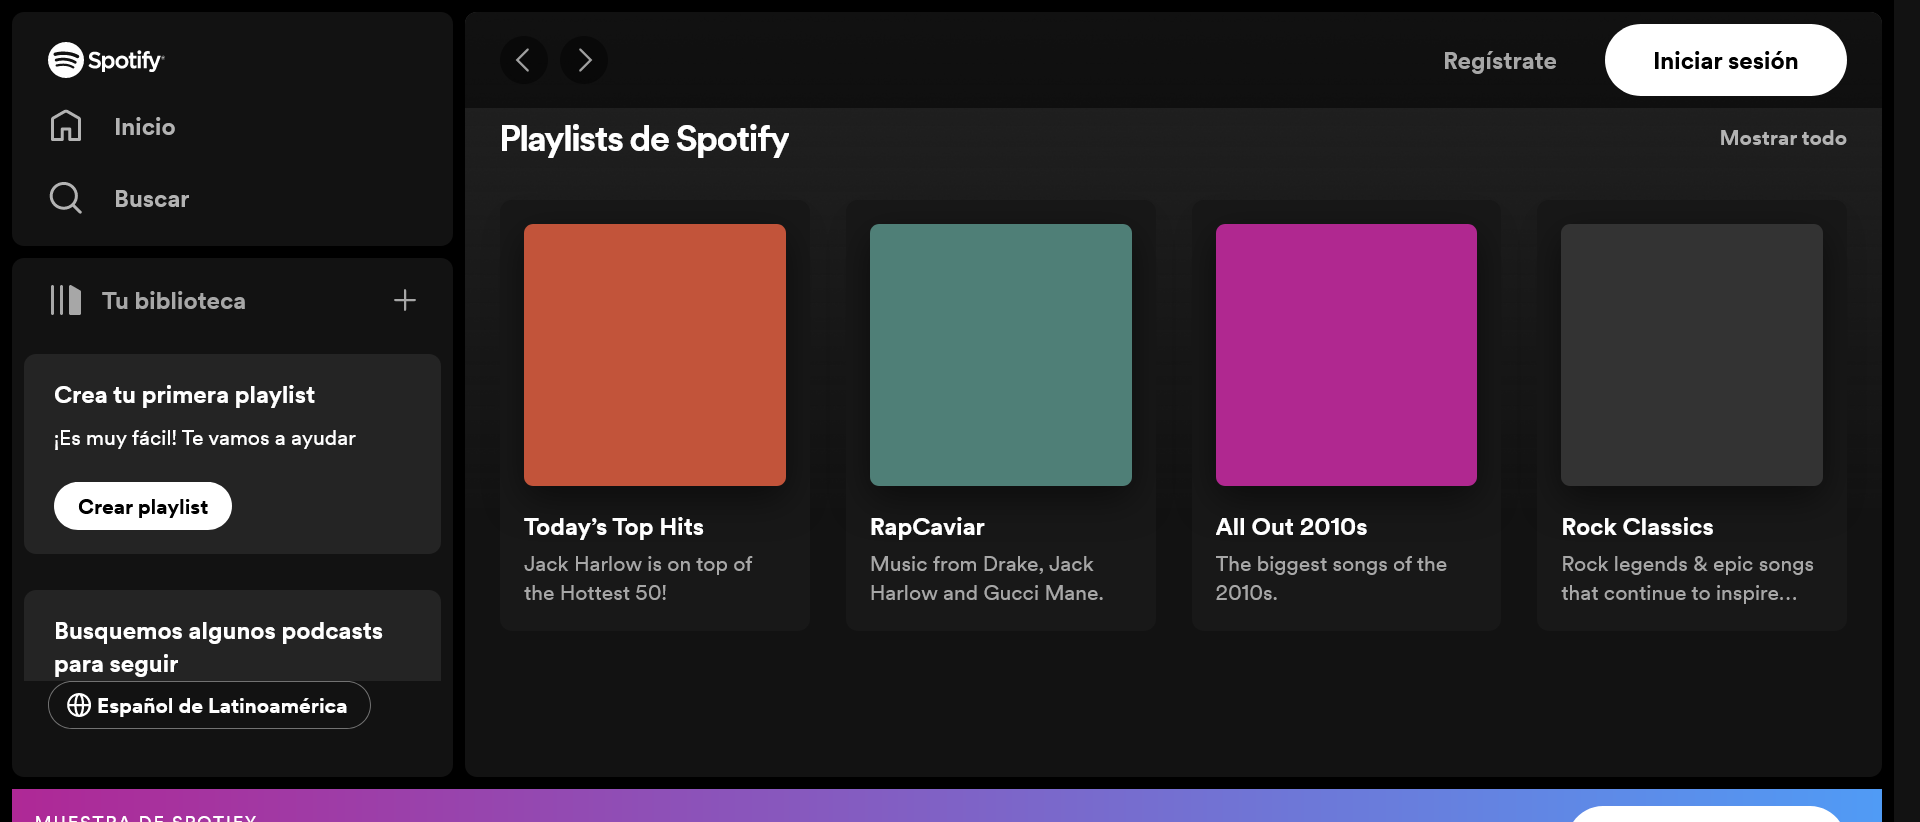 Spotify
Inicio
Buscar
Tu biblioteca
Crea tu primera playlist
¡Es muy fácil! Te vamos a ayudar
Crear playlist
Busquemos algunos podcasts
para seguir
Español de Latinoamérica
Regístrate
Iniciar sesión
Playlists de Spotify
Mostrar todo
Today’s Top Hits
Jack Harlow is on top of
the Hottest 50!
RapCaviar
Music from Drake, Jack
Harlow and Gucci Mane.
All Out 2010s
The biggest songs of the
2010s.
Rock Classics
Rock legends & epic songs
that continue to inspire…
MUESTRA DE SPOTIFY